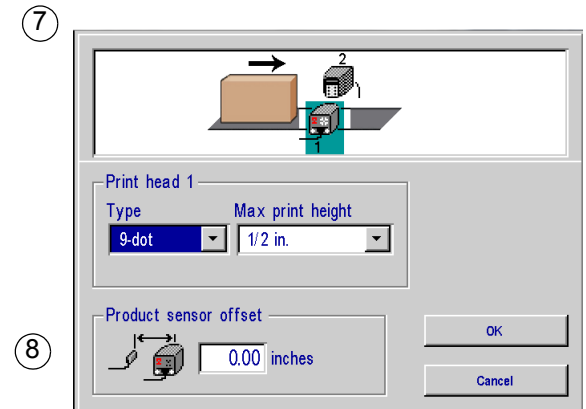 7
2
1
Print head 1
Type Max print height
9-dot 1/2 in.
Product sensor offset
8
0.00 inches
OK
Cancel